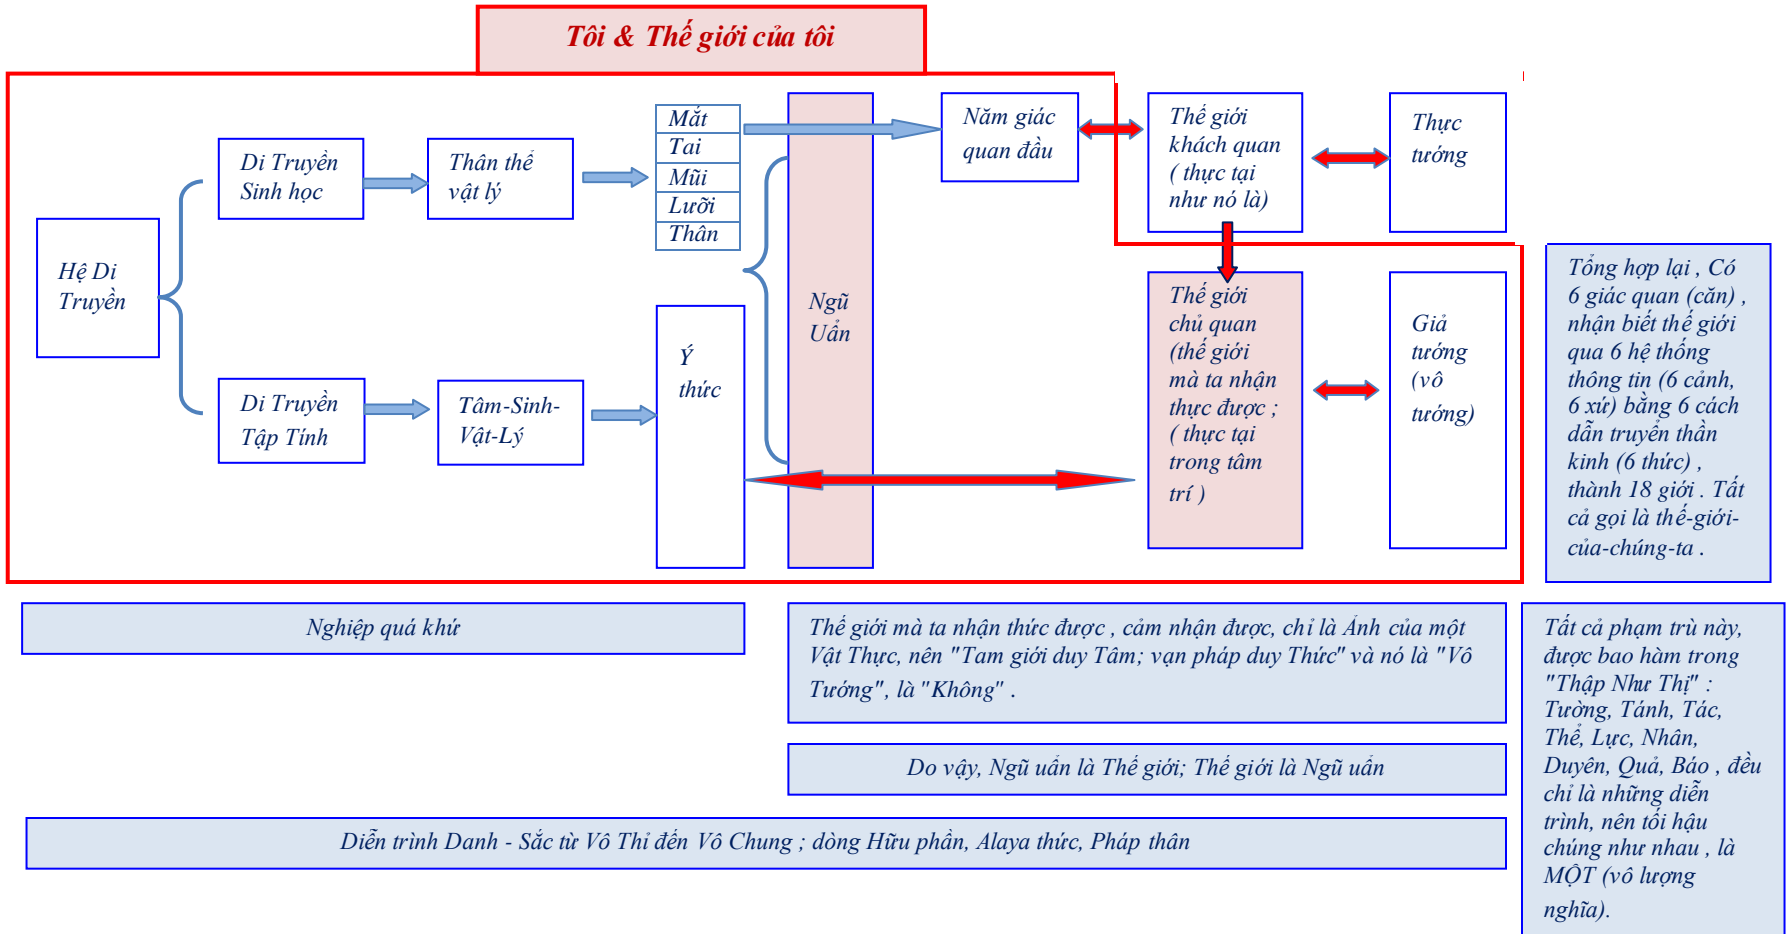 Tôi & Thế giới của tôi
Hệ Di
Truyền
Di Truyền
Sinh học
Thân thể
vật lý
Mắt
Tai
Mũi
Lưỡi
Thân
Di Truyền
Tập Tính
Tâm-Sinh-
Vật-Lý
Ý
thức
Ngũ
Uẩn
Năm giác
quan đầu
Thế giới
khách quan
( thực tại
như nó là)
Thực
tướng
Thế giới
chủ quan
(thế giới
mà ta nhận
thực được ;
( thực tại
trong tâm
trí )
Giả
tướng
(vô
tướng)
Tổng hợp lại , Có
6 giác quan (căn) ,
nhận biết thế giới
qua 6 hệ thống
thông tin (6 cảnh,
6 xứ) bằng 6 cách
dẫn truyền thần
kinh (6 thức) ,
thành 18 giới . Tất
cả gọi là thế-giới-
của-chúng-ta .
Nghiệp quá khứ
Thế giới mà ta nhận thức được , cảm nhận được, chỉ là Ảnh của một
Vật Thực, nên "Tam giới duy Tâm; vạn pháp duy Thức" và nó là "Vô
Tướng", là "Không" .
Do vậy, Ngũ uẩn là Thế giới; Thế giới là Ngũ uẩn
Diễn trình Danh - Sắc từ Vô Thỉ đến Vô Chung ; dòng Hữu phần, Alaya thức, Pháp thân
Tất cả phạm trù này,
được bao hàm trong
"Thập Như Thị" :
Tường, Tánh, Tác,
Thể, Lực, Nhân,
Duyên, Quả, Báo , đều
chỉ là những diễn
trình, nên tối hậu
chúng như nhau , là
MỘT (vô lượng
nghĩa).